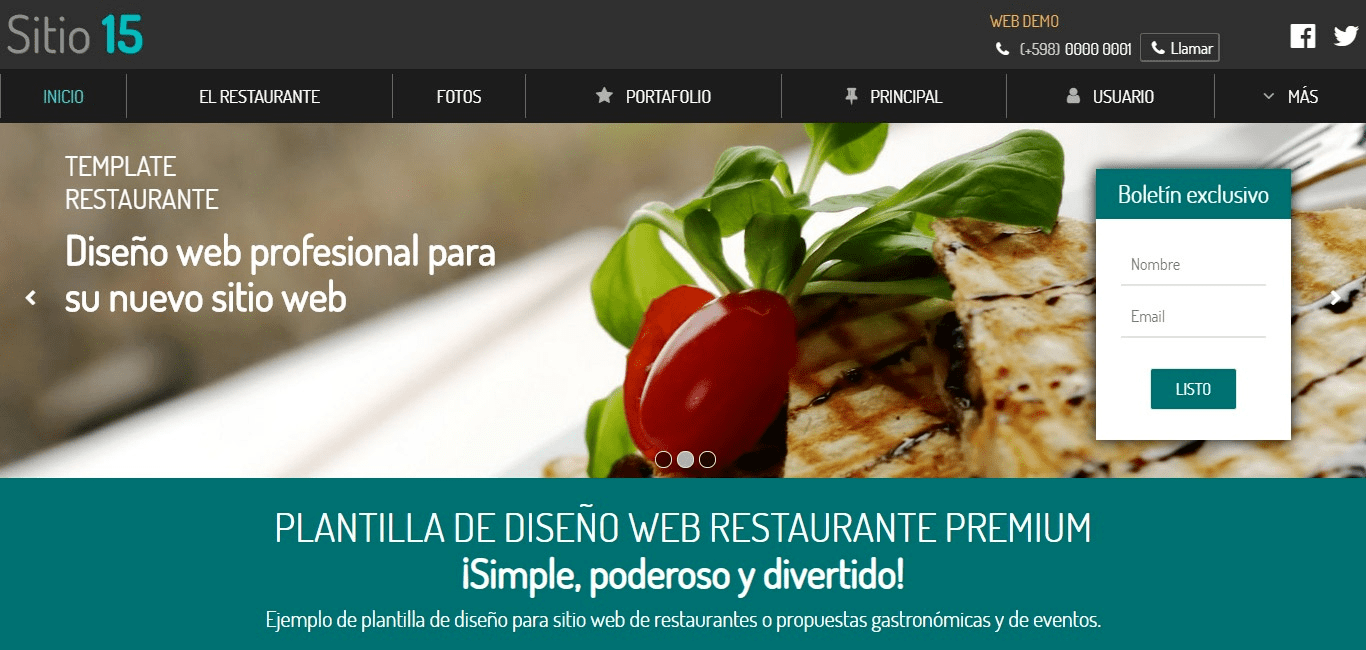 Sitio 15
WEB DEMO
(+598) 0000 0001 Llamar
INICIO EL RESTAURANTE FOTOS PORTAFOLIO PRINCIPAL USUARIO MÁS
TEMPLATE
RESTAURANTE
Diseño web profesional para
su nuevo sitio web
Boletín exclusivo
Nombre
Email
LISTO
PLANTILLA DE DISEÑO WEB RESTAURANTE PREMIUM
¡Simple, poderoso y divertido!
Ejemplo de plantilla de diseño para sitio web de restaurantes o propuestas gastronómicas y de eventos.